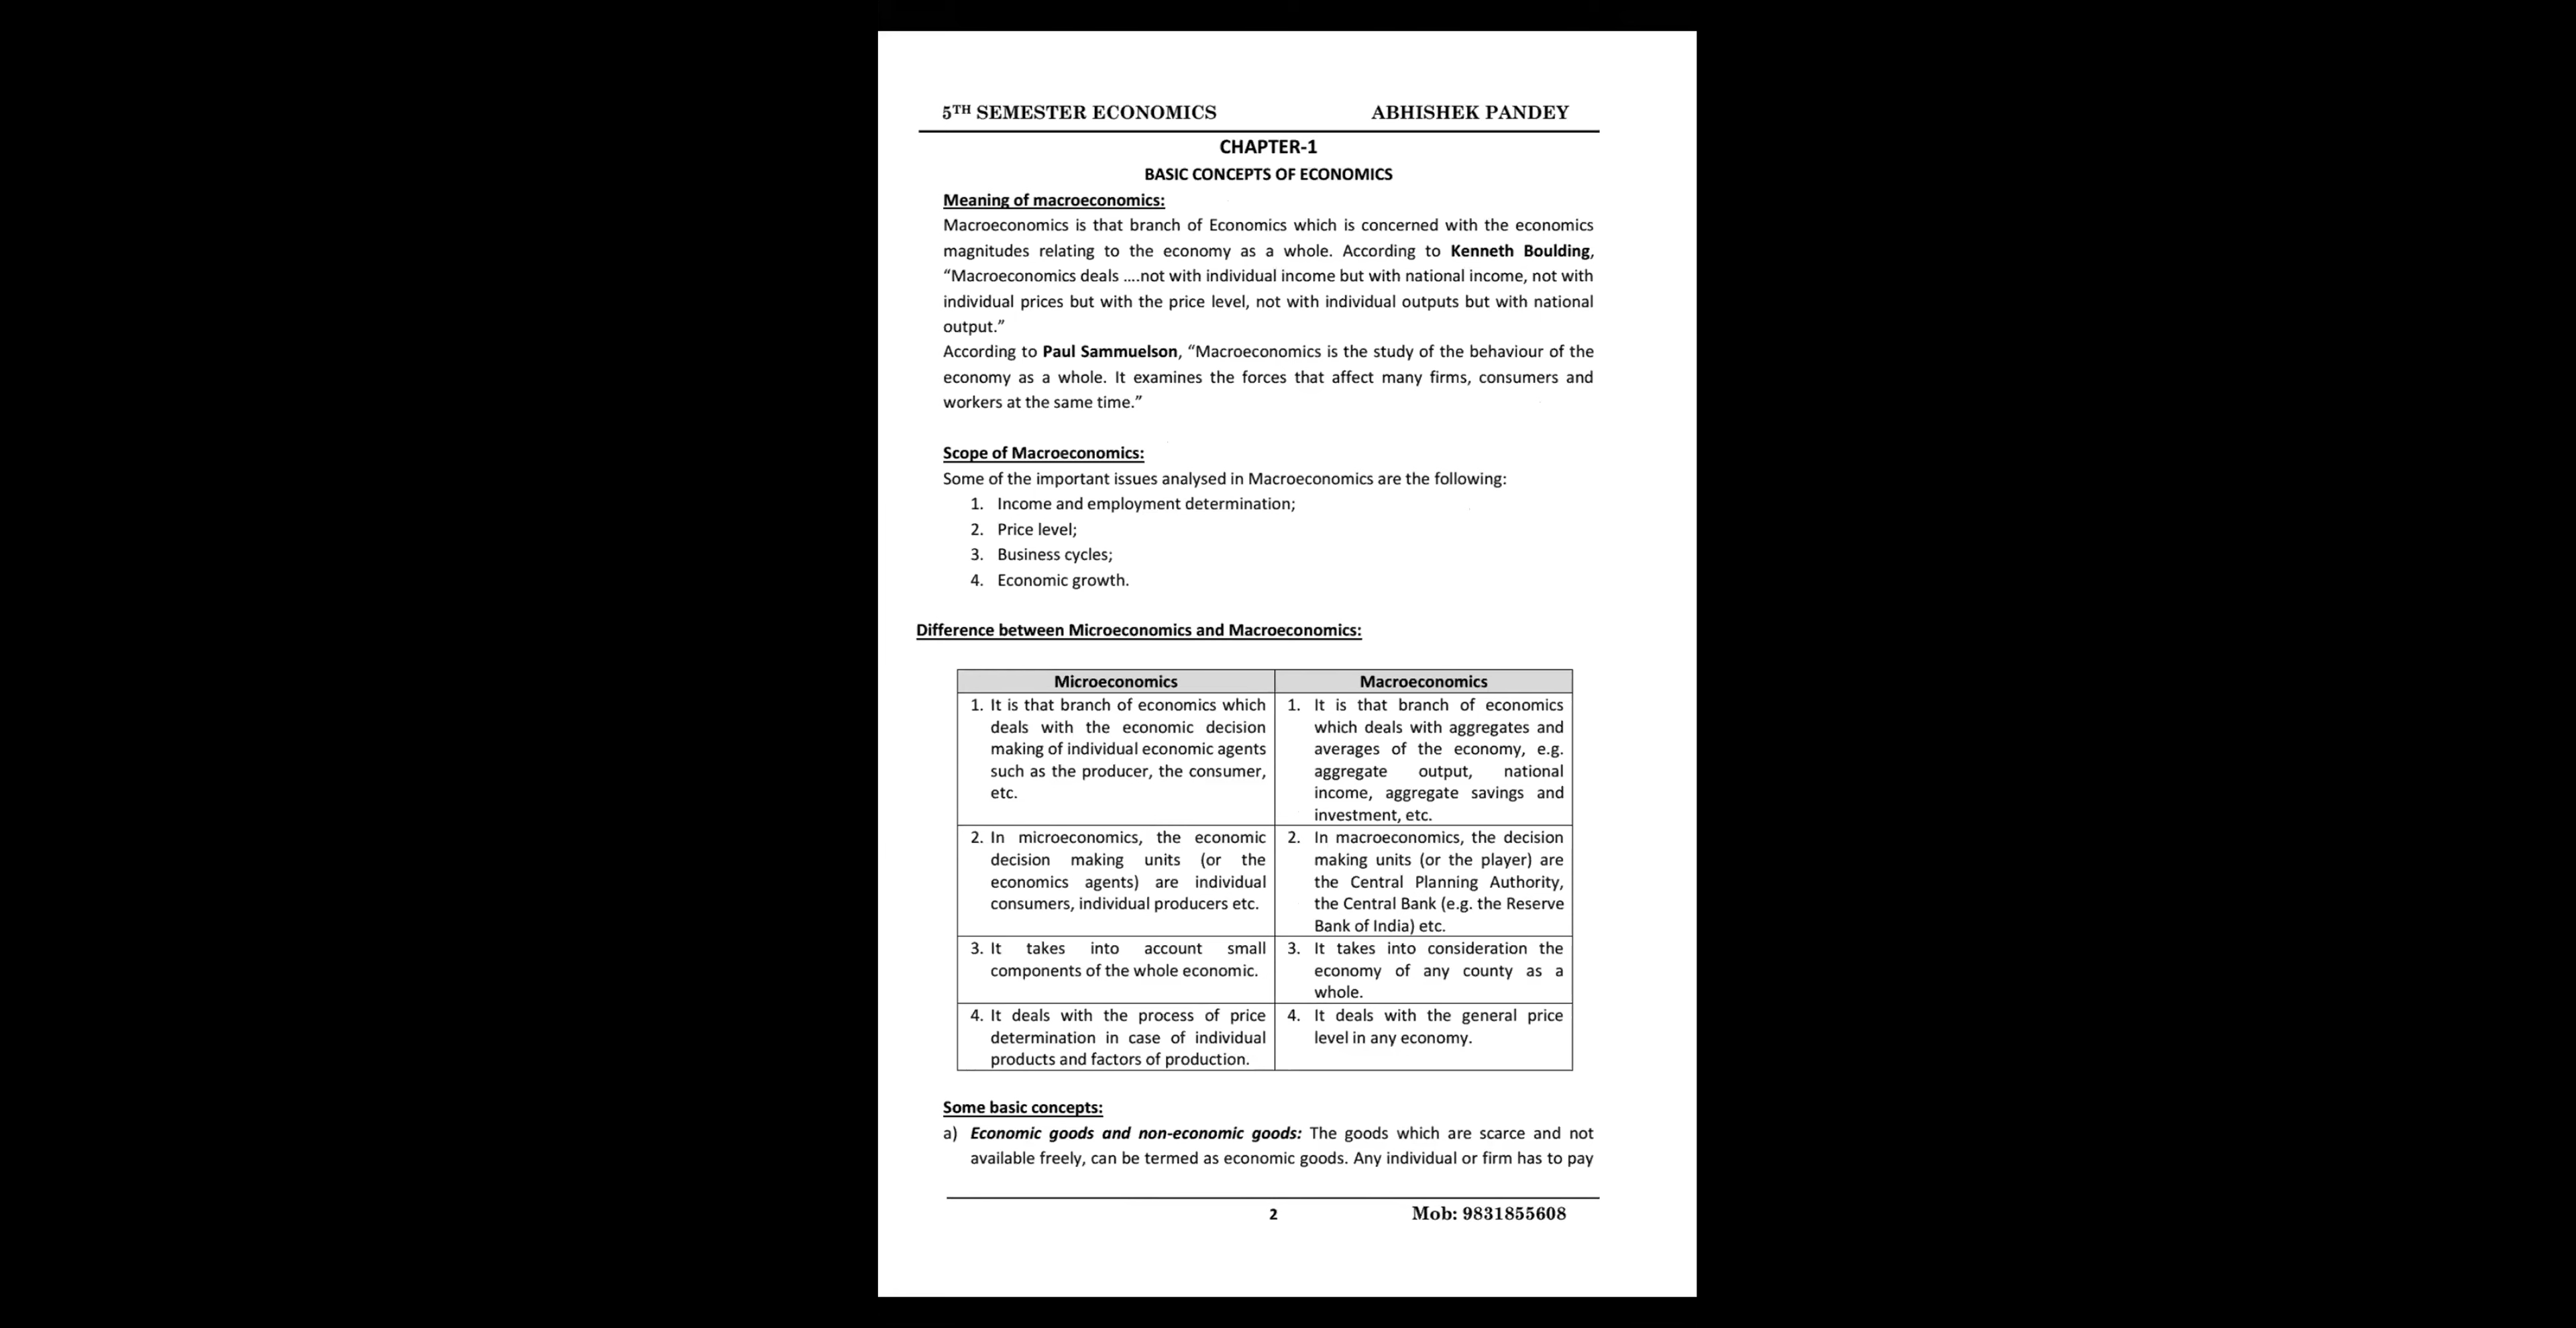 5TH SEMESTER ECONOMICS ABHISHEK PANDEY
CHAPTER-1
BASIC CONCEPTS OF ECONOMICS
Meaning of macroeconomics:
Macroeconomics is that branch of Economics which is concerned with the economics
magnitudes relating to the economy as a whole. According to Kenneth Boulding,
“Macroeconomics deals ....not with individual income but with national income, not with
individual prices but with the price level, not with individual outputs but with national
output.”
According to Paul Sammuelson, “Macroeconomics is the study of the behaviour of the
economy as a whole. It examines the forces that affect many firms, consumers and
workers at the same time.”
Scope of Macroeconomics:
Some of the important issues analysed in Macroeconomics are the following:
1. Income and employment determination;
2. Price level;
3. Business cycles;
4. Economic growth.
Difference between Microeconomics and Macroeconomics:
Microeconomics
Macroeconomics
1. It is that branch of economics which
deals with the economic decision
making of individual economic agents
such as the producer, the consumer,
etc.
1. It is that branch of economics
which deals with aggregates and
averages of the economy, e.g.
aggregate output, national
income, aggregate savings and
investment, etc.
2. In microeconomics, the economic
decision making units (or the
economics agents) are individual
consumers, individual producers etc.
2. In macroeconomics, the decision
making units (or the player) are
the Central Planning Authority,
the Central Bank (e.g. the Reserve
Bank of India) etc.
3. It takes into account small
components of the whole economic.
3. It takes into consideration the
economy of any county as a
whole.
4. It deals with the process of price
determination in case of individual
products and factors of production.
4. It deals with the general price
level in any economy.
Some basic concepts:
a) Economic goods and non-economic goods: The goods which are scarce and not
available freely, can be termed as economic goods. Any individual or firm has to pay
2 Mob: 9831855608